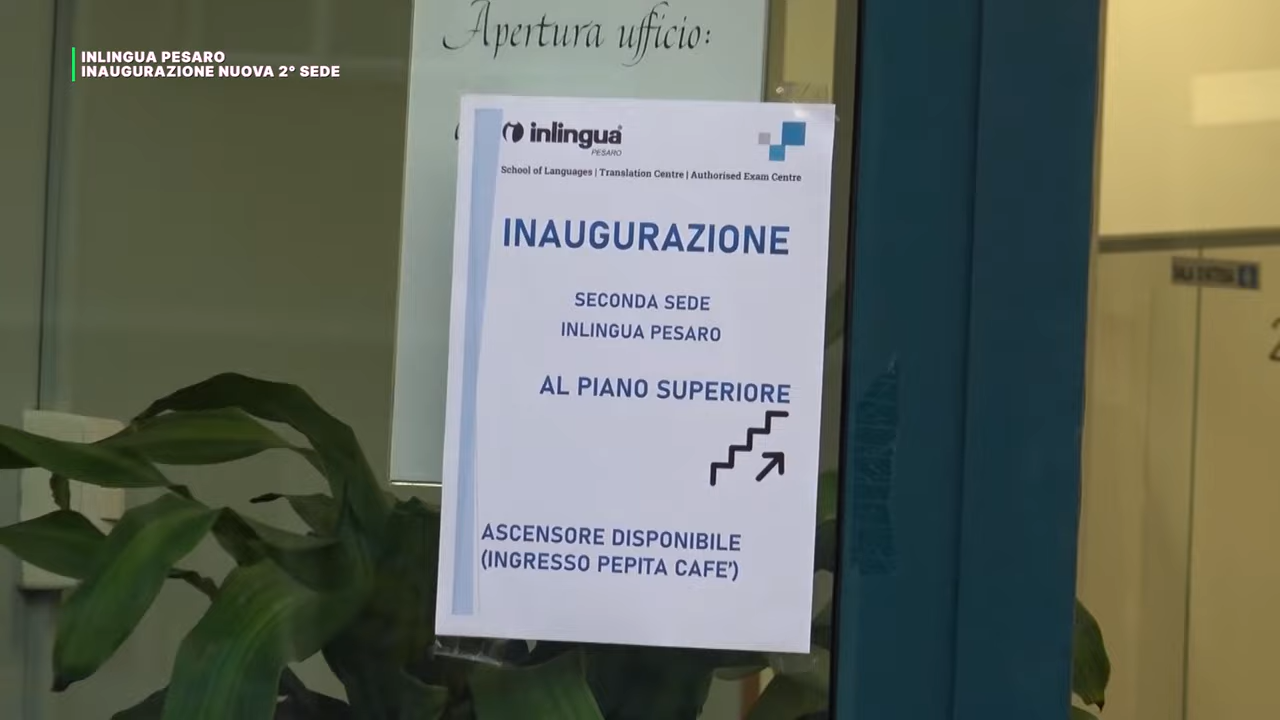 INLINGUA PESARO
INAUGURAZIONE NUOVA 2° SEDE
Apertura ufficio:
inlingua
PESARO
School of Languages | Translation Centre | Authorised Exam Centre
INAUGURAZIONE
SECONDA SEDE
INLINGUA PESARO
AL PIANO SUPERIORE
ASCENSORE DISPONIBILE
(INGRESSO PEPITA CAFE')